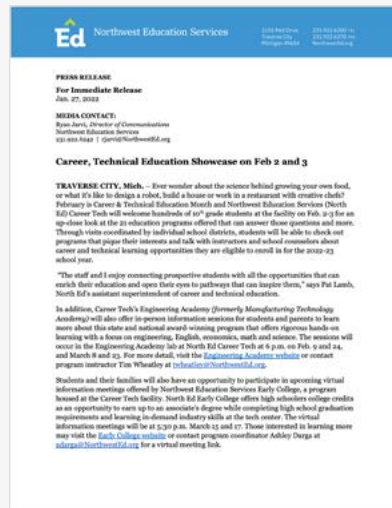 Ed Northwest Education Services
Traverse City
NorthwestEd.org
PRESS RELEASE
For Immediate Release
Jan. 27, 2022
MEDIA CONTACT:
Ryan Jarvi, Director of Communications
Northwest Education Services
rjarvi@NorthwestEd.org
Career, Technical Education Showcase on Feb 2 and 3
TRAVERSE CITY, Mich. – Ever wonder about the science behind growing your own food,
or what it's like to design a robot, build a house or work in a restaurant with creative chefs?
February is Career & Technical Education Month and Northwest Education Services (North
Ed) Career Tech will welcome hundreds of 10th grade students at the facility on Feb. 2-3 for an
up-close look at the 21 education programs offered that can answer those questions and more.
Through visits coordinated by individual school districts, students will be able to check out
programs that pique their interests and talk with instructors and school counselors about
career and technical learning opportunities they are eligible to enroll in for the 2022-23
school year.
"The staff and I enjoy connecting prospective students with all the opportunities that can
enrich their education and open their eyes to pathways that can inspire them," says Pat Lamb,
North Ed's assistant superintendent of career and technical education.
In addition, Career Tech's Engineering Academy (formerly Manufacturing Technology
Academy) will also offer in-person information sessions for students and parents to learn
more about this state and national award-winning program that offers rigorous hands-on
learning with a focus on engineering, English, economics, math and science. The sessions will
occur in the Engineering Academy lab at North Ed Career Tech at 6 p.m. on Feb. 9 and 24,
and March 8 and 23. For more detail, visit the Engineering Academy website or contact
program instructor Tim Wheatley at twheatley@NorthwestEd.org.
Students and their families will also have an opportunity to participate in upcoming virtual
information meetings offered by Northwest Education Services Early College, a program
housed at the Career Tech facility. North Ed Early College offers high schoolers college credits
as an opportunity to earn up to an associate's degree while completing high school graduation
requirements and learning in-demand industry skills at the tech center. The virtual
information meetings will be at 5:30 p.m. March 15 and 17. Those interested in learning more
may visit the Early College website or contact program coordinator Ashley Darga at
adarga@NorthwestEd.org for a virtual meeting link.